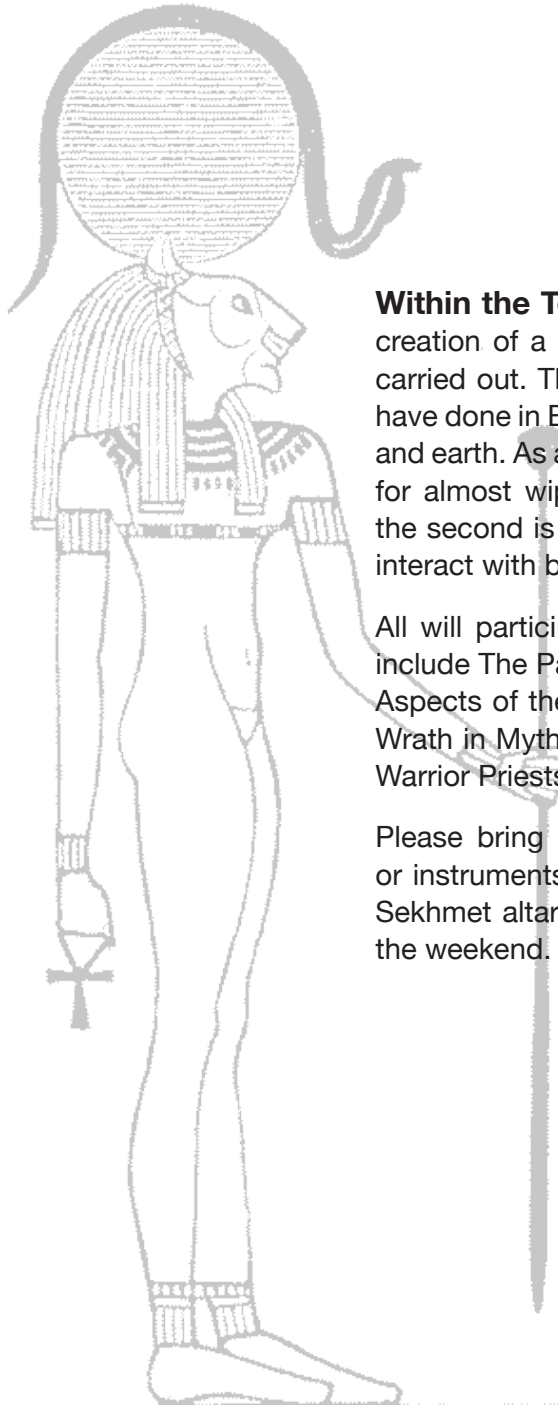 Within the T
creation of a
carried out. Th
have done in E
and earth. As a
for almost wip
the second is
interact with b
All will partici
include The Pa
Aspects of the
Wrath in Myth
Warrior Priests
Please bring
or instruments
Sekhmet altar
the weekend.